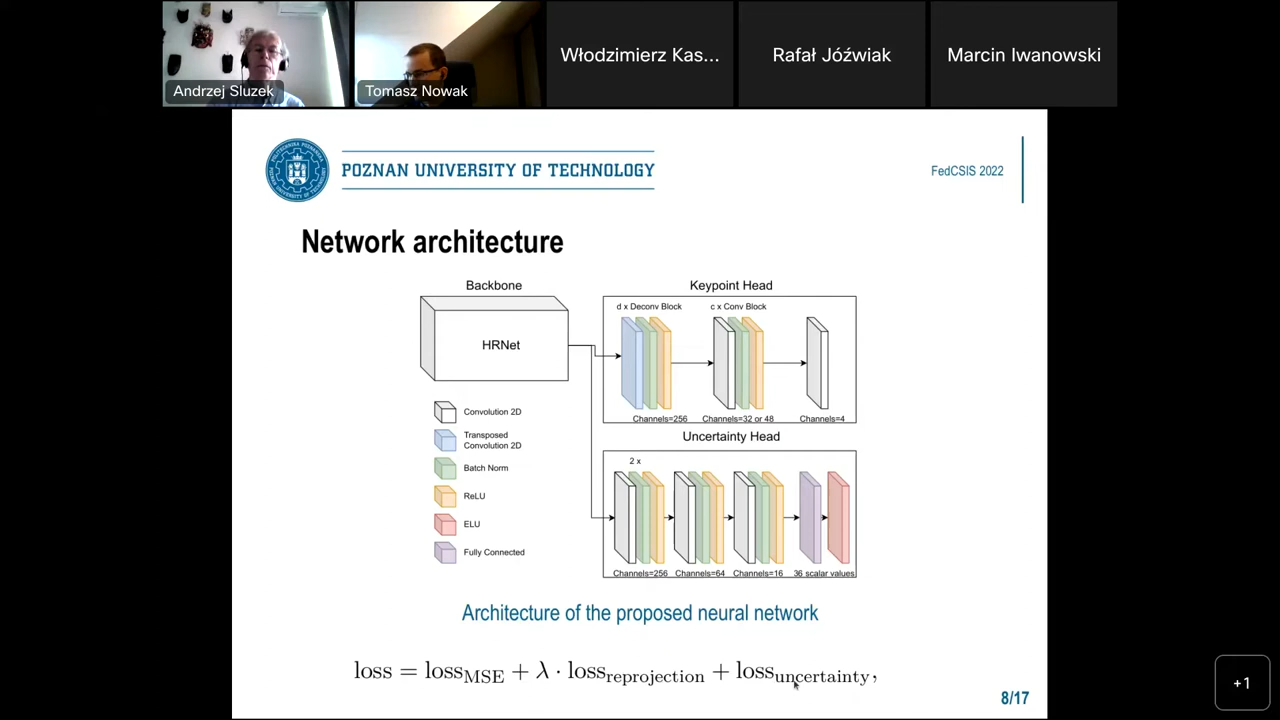 Andrzej Sluzek
Tomasz Nowak
Włodzimierz Kas...
Rafał Jóźwiak
Marcin Iwanowski
POZNAN UNIVERSITY OF TECHNOLOGY
FedCSIS 2022
Network architecture
Backbone
HRNet
Keypoint Head
d x Deconv Block
c x Conv Block
Channels=256
Channels=32 or 48
Channels=4
Convolution 2D
Transposed
Convolution 2D
Batch Norm
ReLU
ELU
Fully Connected
Uncertainty Head
2 x
Channels=256
Channels=64
Channels=16
36 scalar values
Architecture of the proposed neural network
loss = loss_MSE + λ · loss_reprojection + loss_uncertainty,
8/17
+1